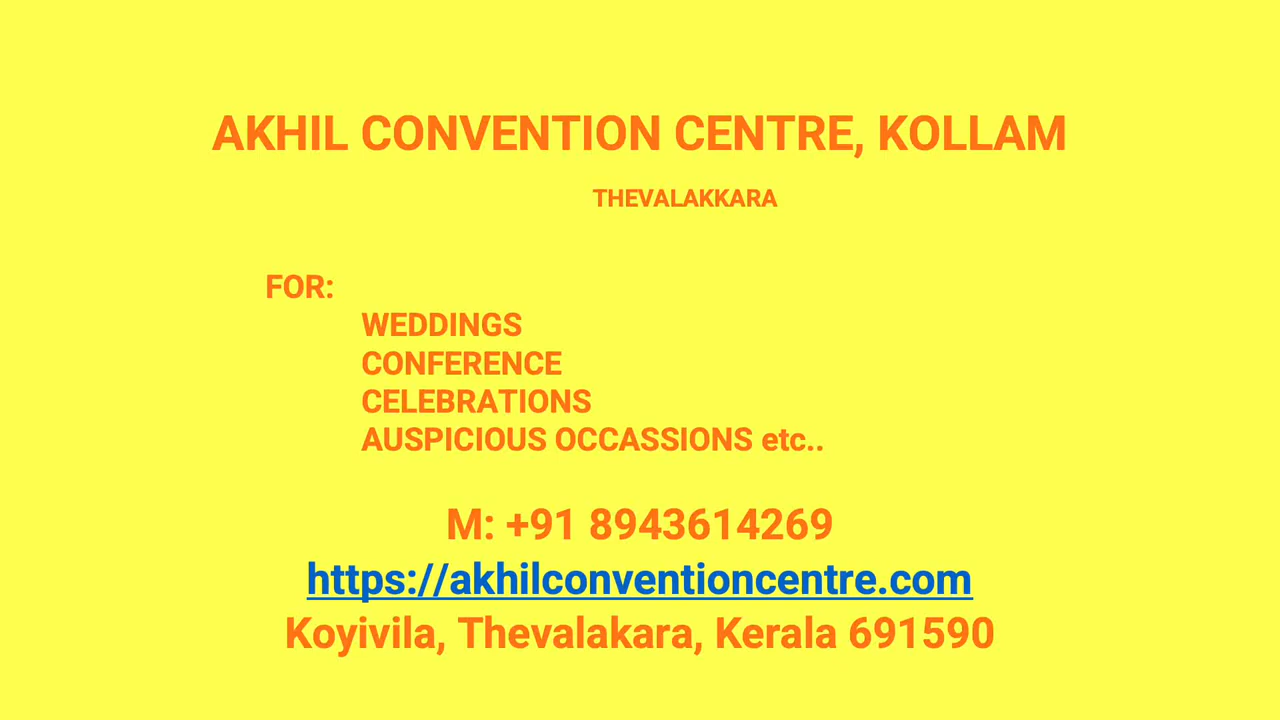 AKHIL CONVENTION CENTRE, KOLLAM
THEVALAKKARA
FOR:
WEDDINGS
CONFERENCE
CELEBRATIONS
AUSPICIOUS OCCASSIONS etc..
M: +91 8943614269
https://akhilconventioncentre.com
Koyivila, Thevalakara, Kerala 691590